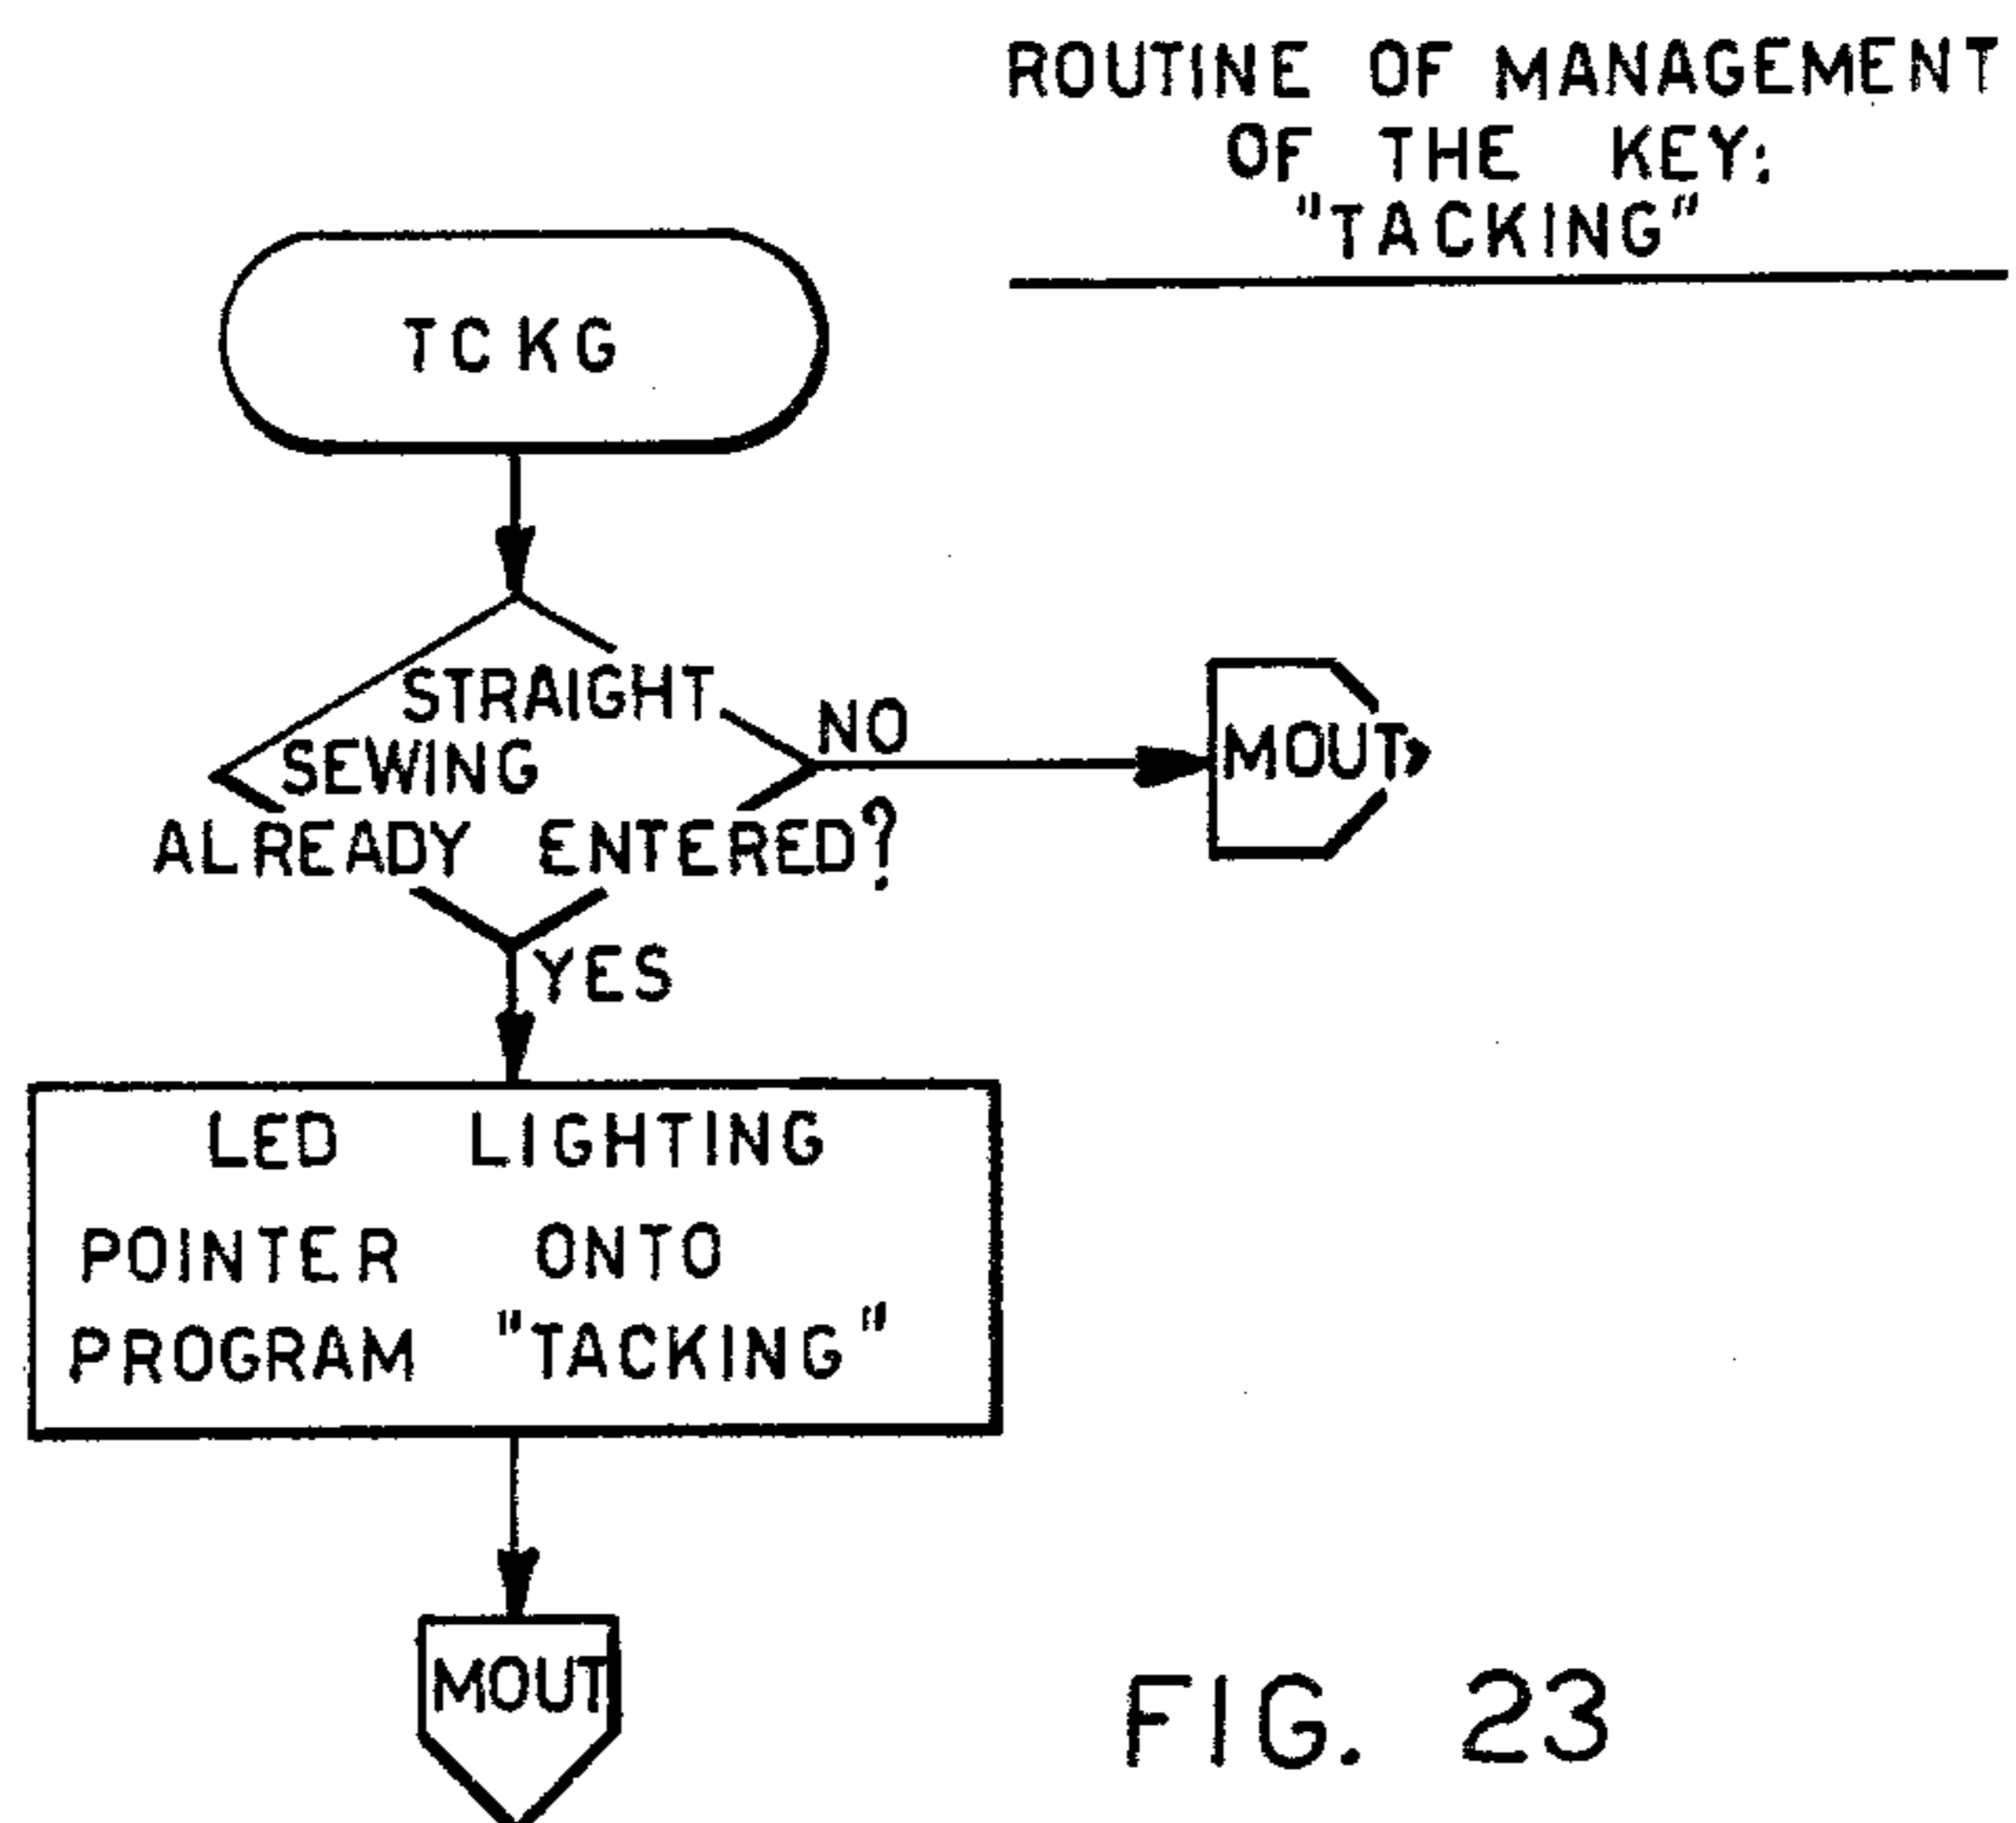 ROUTINE OF MANAGEMENT
OF THE KEY:
"TACKING"
TCKG
STRAIGHT
SEWING
ALREADY ENTERED?
NO
MOUT
YES
LED LIGHTING
POINTER ONTO
PROGRAM "TACKING"
MOUT
FIG. 23